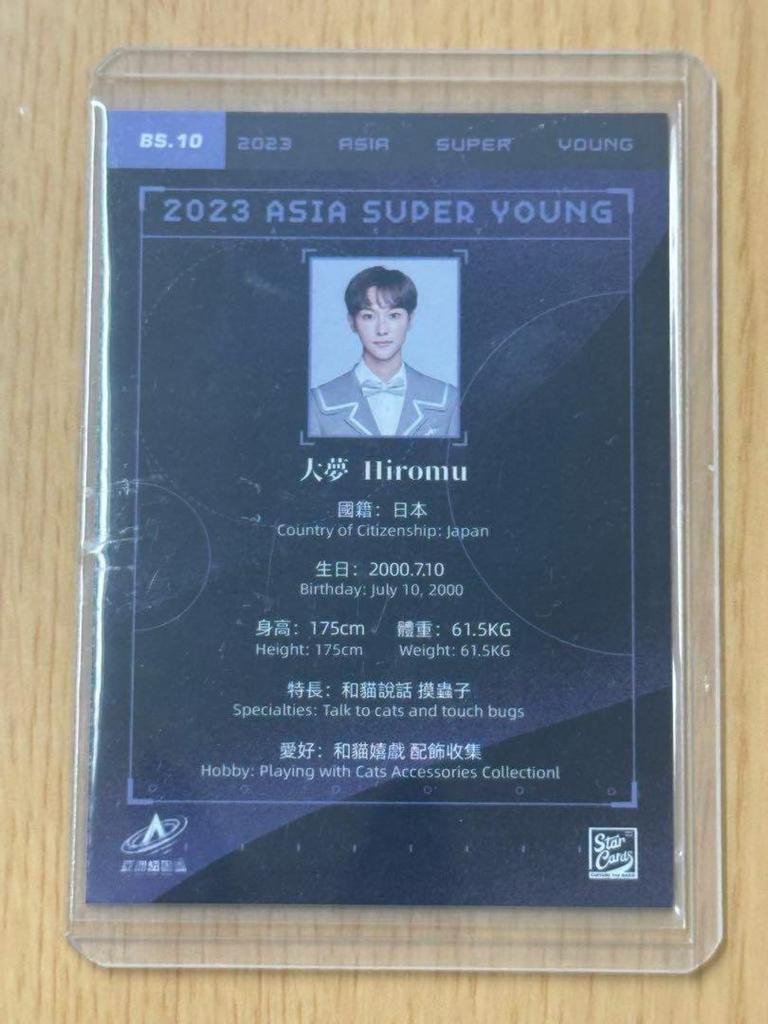 BS.10 2023 ASIA SUPER YOUNG
2023 ASIA SUPER YOUNG
大夢 Hiromu
國籍：日本
Country of Citizenship: Japan
生日：2000.7.10
Birthday: July 10, 2000
身高：175cm 體重：61.5KG
Height: 175cm Weight: 61.5KG
特長：和貓說話 摸蟲子
Specialties: Talk to cats and touch bugs
愛好：和貓嬉戲 配飾收集
Hobby: Playing with Cats Accessories Collectionl
Star
Cards